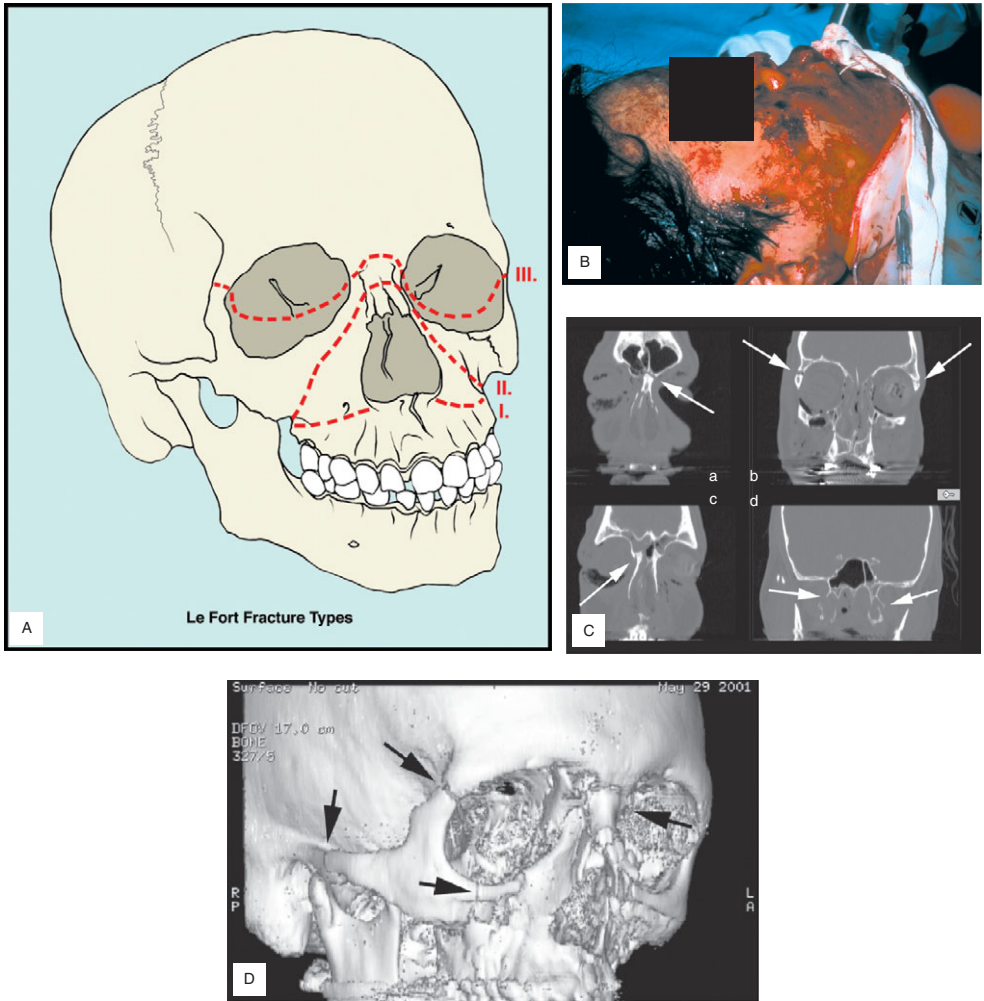 III.
II.
I.
Le Fort Fracture Types
A
B
a
b
c
d
C
Surface No cut
May 29 2001
DFOV 17.0 cm
BONE
327/5
R
P
L
A
D